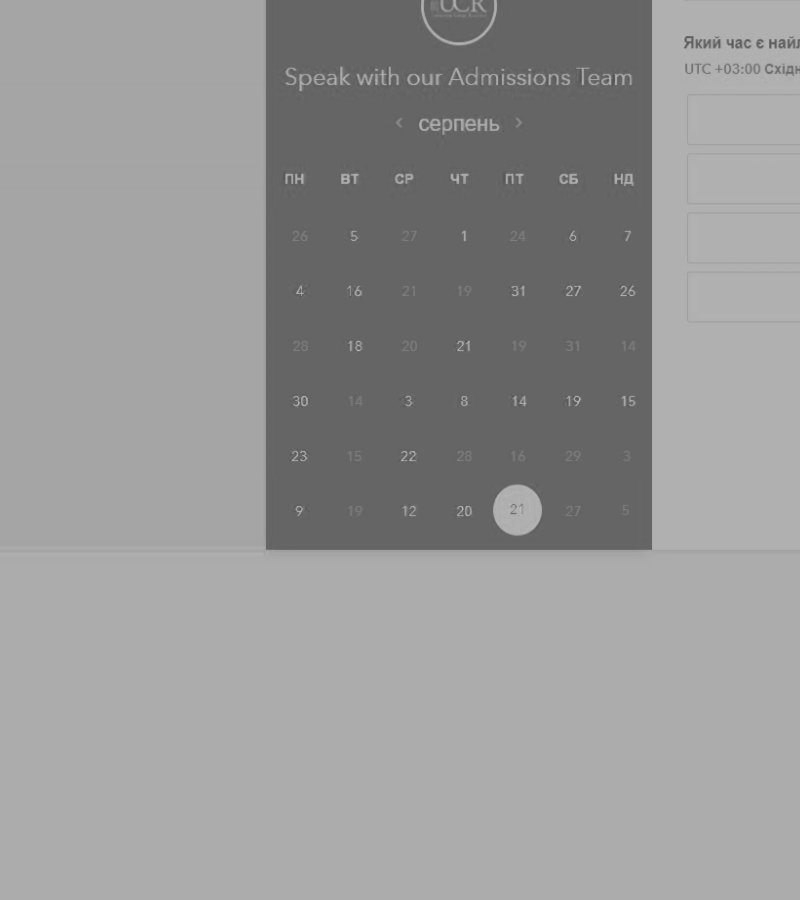 UCR
Speak with our Admissions Team
< серпень >
ПН ВТ СР ЧТ ПТ СБ НД
26 5 27 1 24 6 7
4 16 21 19 31 27 26
28 18 20 21 19 31 14
30 14 3 8 14 19 15
23 15 22 28 16 29 3
9 19 12 20 21 27 5
Який час є найл
UTC +03:00 Східн